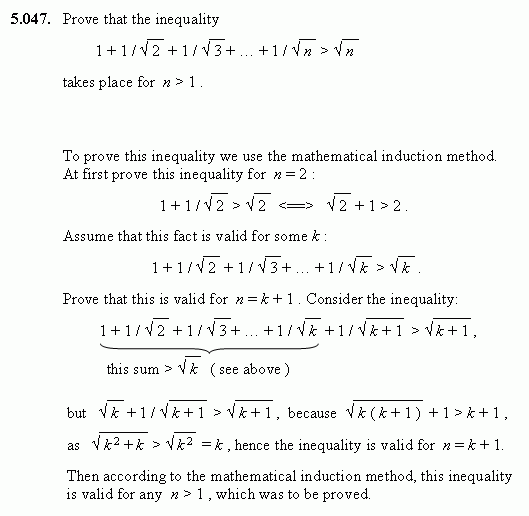 5.047. Prove that the inequality
1 + 1 / √2 + 1 / √3 + ... + 1 / √n > √n
takes place for n > 1 .
To prove this inequality we use the mathematical induction method.
At first prove this inequality for n = 2 :
1 + 1 / √2 > √2 <==> √2 + 1 > 2 .
Assume that this fact is valid for some k :
1 + 1 / √2 + 1 / √3 + ... + 1 / √k > √k .
Prove that this is valid for n = k + 1 . Consider the inequality:
1 + 1 / √2 + 1 / √3 + ... + 1 / √k + 1 / √k + 1 > √k + 1 ,
this sum > √k ( see above )
but √k + 1 / √k + 1 > √k + 1 , because √k ( k + 1 ) + 1 > k + 1 ,
as √k² + k > √k² = k , hence the inequality is valid for n = k + 1.
Then according to the mathematical induction method, this inequality
is valid for any n > 1 , which was to be proved.